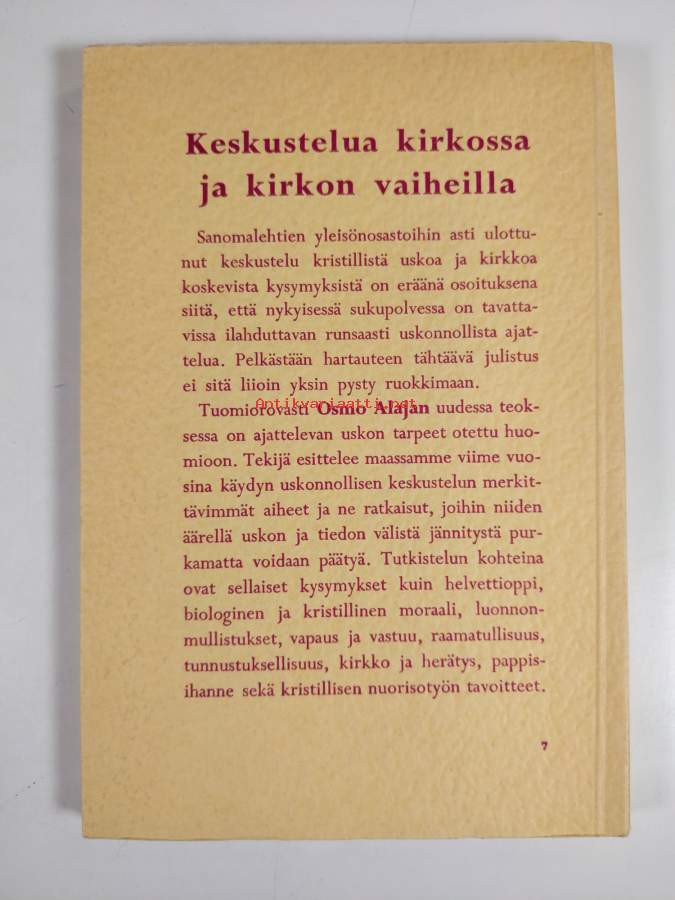 Keskustelua kirkossa
ja kirkon vaiheilla
Sanomalehtien yleisönosastoihin asti ulottu-
nut keskustelu kristillistä uskoa ja kirkkoa
koskevista kysymyksistä on eräänä osoituksena
siitä, että nykyisessä sukupolvessa on tavatta-
vissa ilahduttavan runsaasti uskonnollista ajat-
telua. Pelkästään hartauteen tähtäävä julistus
ei sitä liioin yksin pysty ruokkimaan.
Antikvariaatti.net
Tuomiorovasti Osmo Alajan uudessa teok-
sessa on ajattelevan uskon tarpeet otettu huo-
mioon. Tekijä esittelee maassamme viime vuo-
sina käydyn uskonnollisen keskustelun merkit-
tävimmät aiheet ja ne ratkaisut, joihin niiden
äärellä uskon ja tiedon välistä jännitystä pur-
kamatta voidaan päätyä. Tutkistelun kohteina
ovat sellaiset kysymykset kuin helvettioppi,
biologinen ja kristillinen moraali, luonnon-
mullistukset, vapaus ja vastuu, raamatullisuus,
tunnustuksellisuus, kirkko ja herätys, pappis-
ihanne sekä kristillisen nuorisotyön tavoitteet.
7